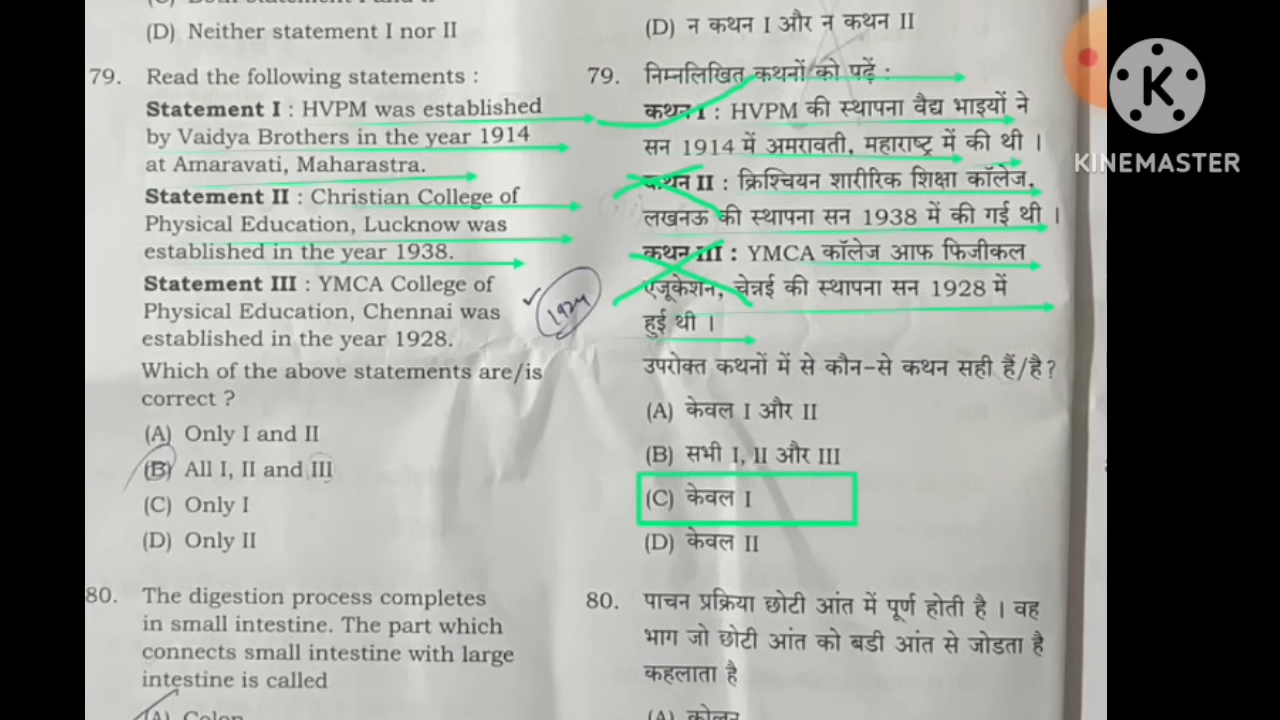 (D) Neither statement I nor II
79. Read the following statements :
Statement I : HVPM was established
by Vaidya Brothers in the year 1914
at Amaravati, Maharastra.
Statement II : Christian College of
Physical Education, Lucknow was
established in the year 1938.
Statement III : YMCA College of
Physical Education, Chennai was
established in the year 1928.
Which of the above statements are/is
correct ?
(A) Only I and II
(B) All I, II and III
(C) Only I
(D) Only II
1924
80. The digestion process completes
in small intestine. The part which
connects small intestine with large
intestine is called
(A) Colon
(D) न कथन I और न कथन II
79. निम्नलिखित कथनों को पढ़ें :
कथन I : HVPM की स्थापना वैद्य भाइयों ने
सन 1914 में अमरावती, महाराष्ट्र में की थी ।
कथन II : क्रिश्चियन शारीरिक शिक्षा कॉलेज,
लखनऊ की स्थापना सन 1938 में की गई थी ।
कथन III : YMCA कॉलेज आफ फिजीकल
एजूकेशन, चेन्नई की स्थापना सन 1928 में
हुई थी ।
उपरोक्त कथनों में से कौन-से कथन सही हैं/है?
(A) केवल I और II
(B) सभी I, II और III
(C) केवल I
(D) केवल II
80. पाचन प्रक्रिया छोटी आंत में पूर्ण होती है । वह
भाग जो छोटी आंत को बडी आंत से जोडता है
कहलाता है
(A) कोलन
K
KINEMASTER